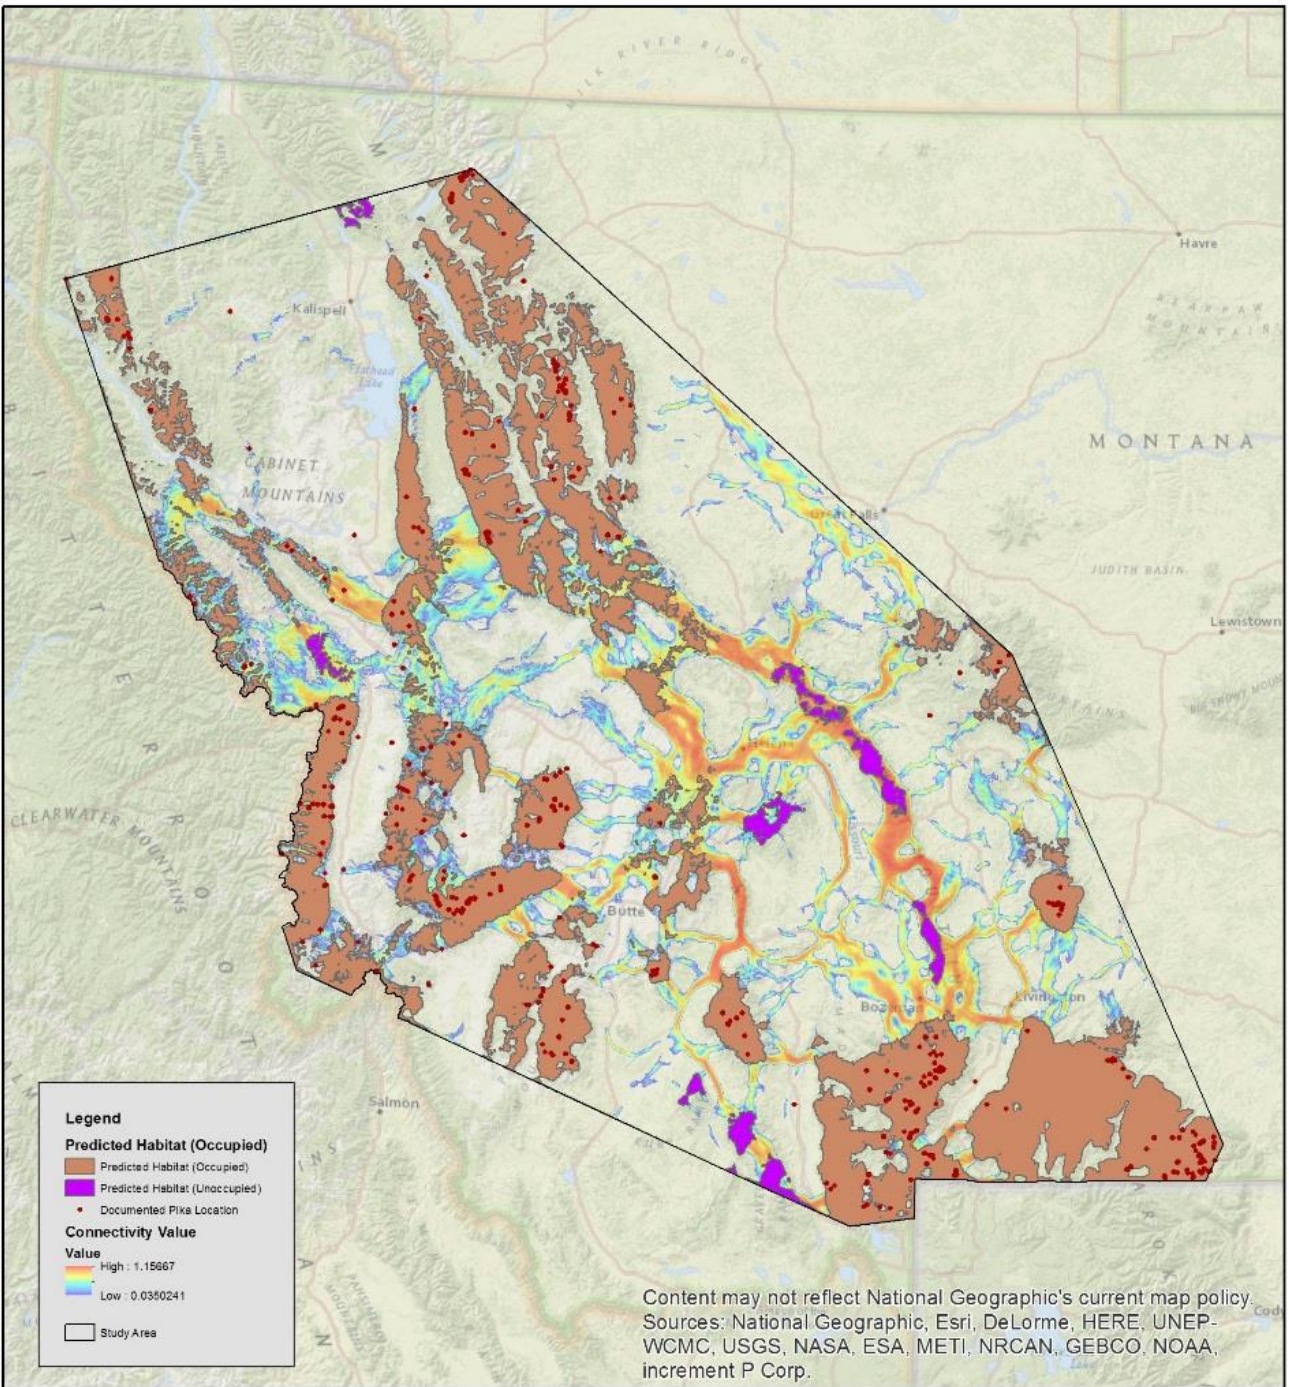 MILK RIVER RIDGE
Havre
Kalispell
Flathead
Lake
MONTANA
CABINET
MOUNTAINS
Great Falls
JUDITH BASIN
Lewistown
BITTERROOT
Helena
CLEARWATER MOUNTAINS
Missouri
Butte
Bozeman
Livingston
Salmon
Legend
Predicted Habitat (Occupied)
Predicted Habitat (Occupied)
Predicted Habitat (Unoccupied)
Documented Pika Location
Connectivity Value
Value
High : 1.15667
Low : 0.0350241
Study Area
Content may not reflect National Geographic's current map policy.
Sources: National Geographic, Esri, DeLorme, HERE, UNEP-
WCMC, USGS, NASA, ESA, METI, NRCAN, GEBCO, NOAA,
increment P Corp.